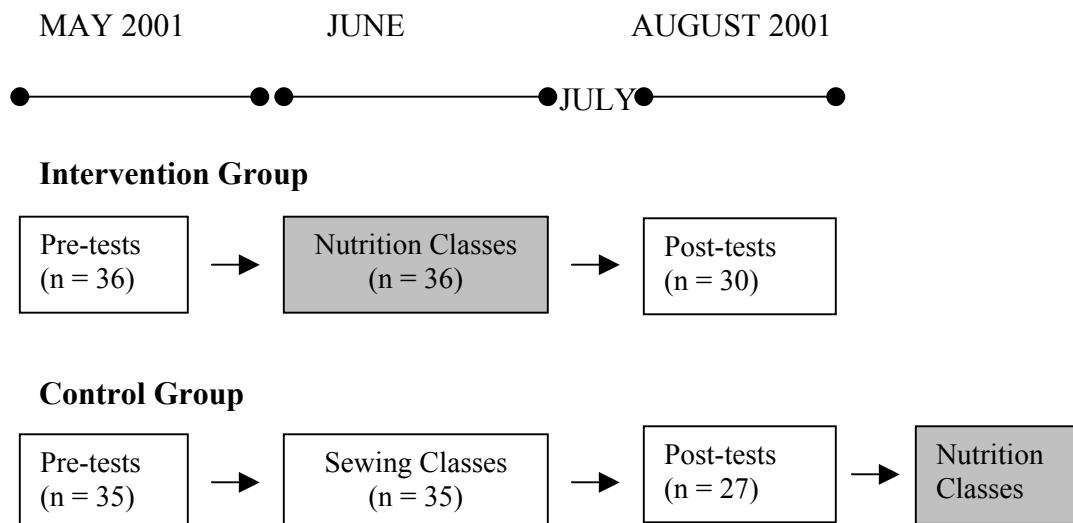 MAY 2001 JUNE AUGUST 2001
JULY
Intervention Group
Pre-tests
(n = 36)
Nutrition Classes
(n = 36)
Post-tests
(n = 30)
Control Group
Pre-tests
(n = 35)
Sewing Classes
(n = 35)
Post-tests
(n = 27)
Nutrition
Classes